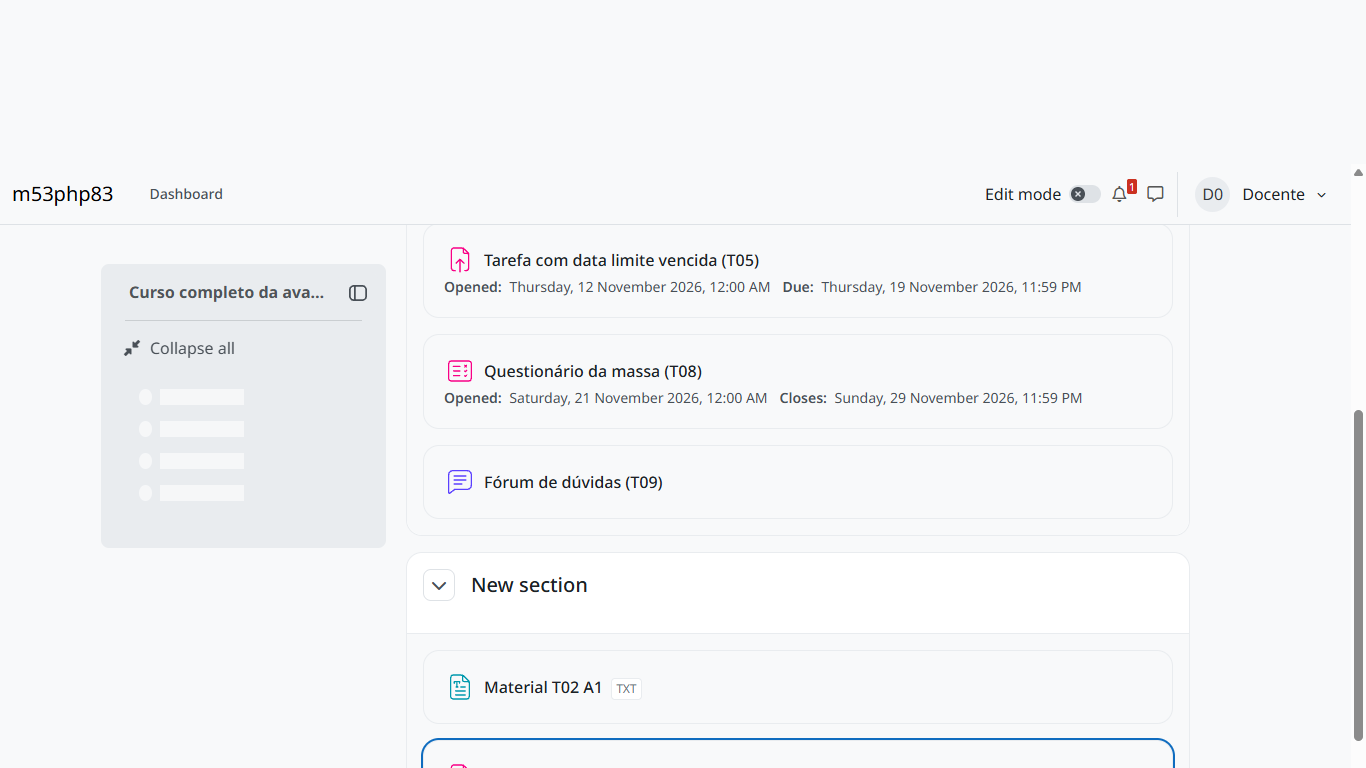 m53php83
Dashboard
Edit mode
1
D0
Docente
Curso completo da ava...
Collapse all
Tarefa com data limite vencida (T05)
Opened: Thursday, 12 November 2026, 12:00 AM Due: Thursday, 19 November 2026, 11:59 PM
Questionário da massa (T08)
Opened: Saturday, 21 November 2026, 12:00 AM Closes: Sunday, 29 November 2026, 11:59 PM
Fórum de dúvidas (T09)
New section
Material T02 A1 TXT